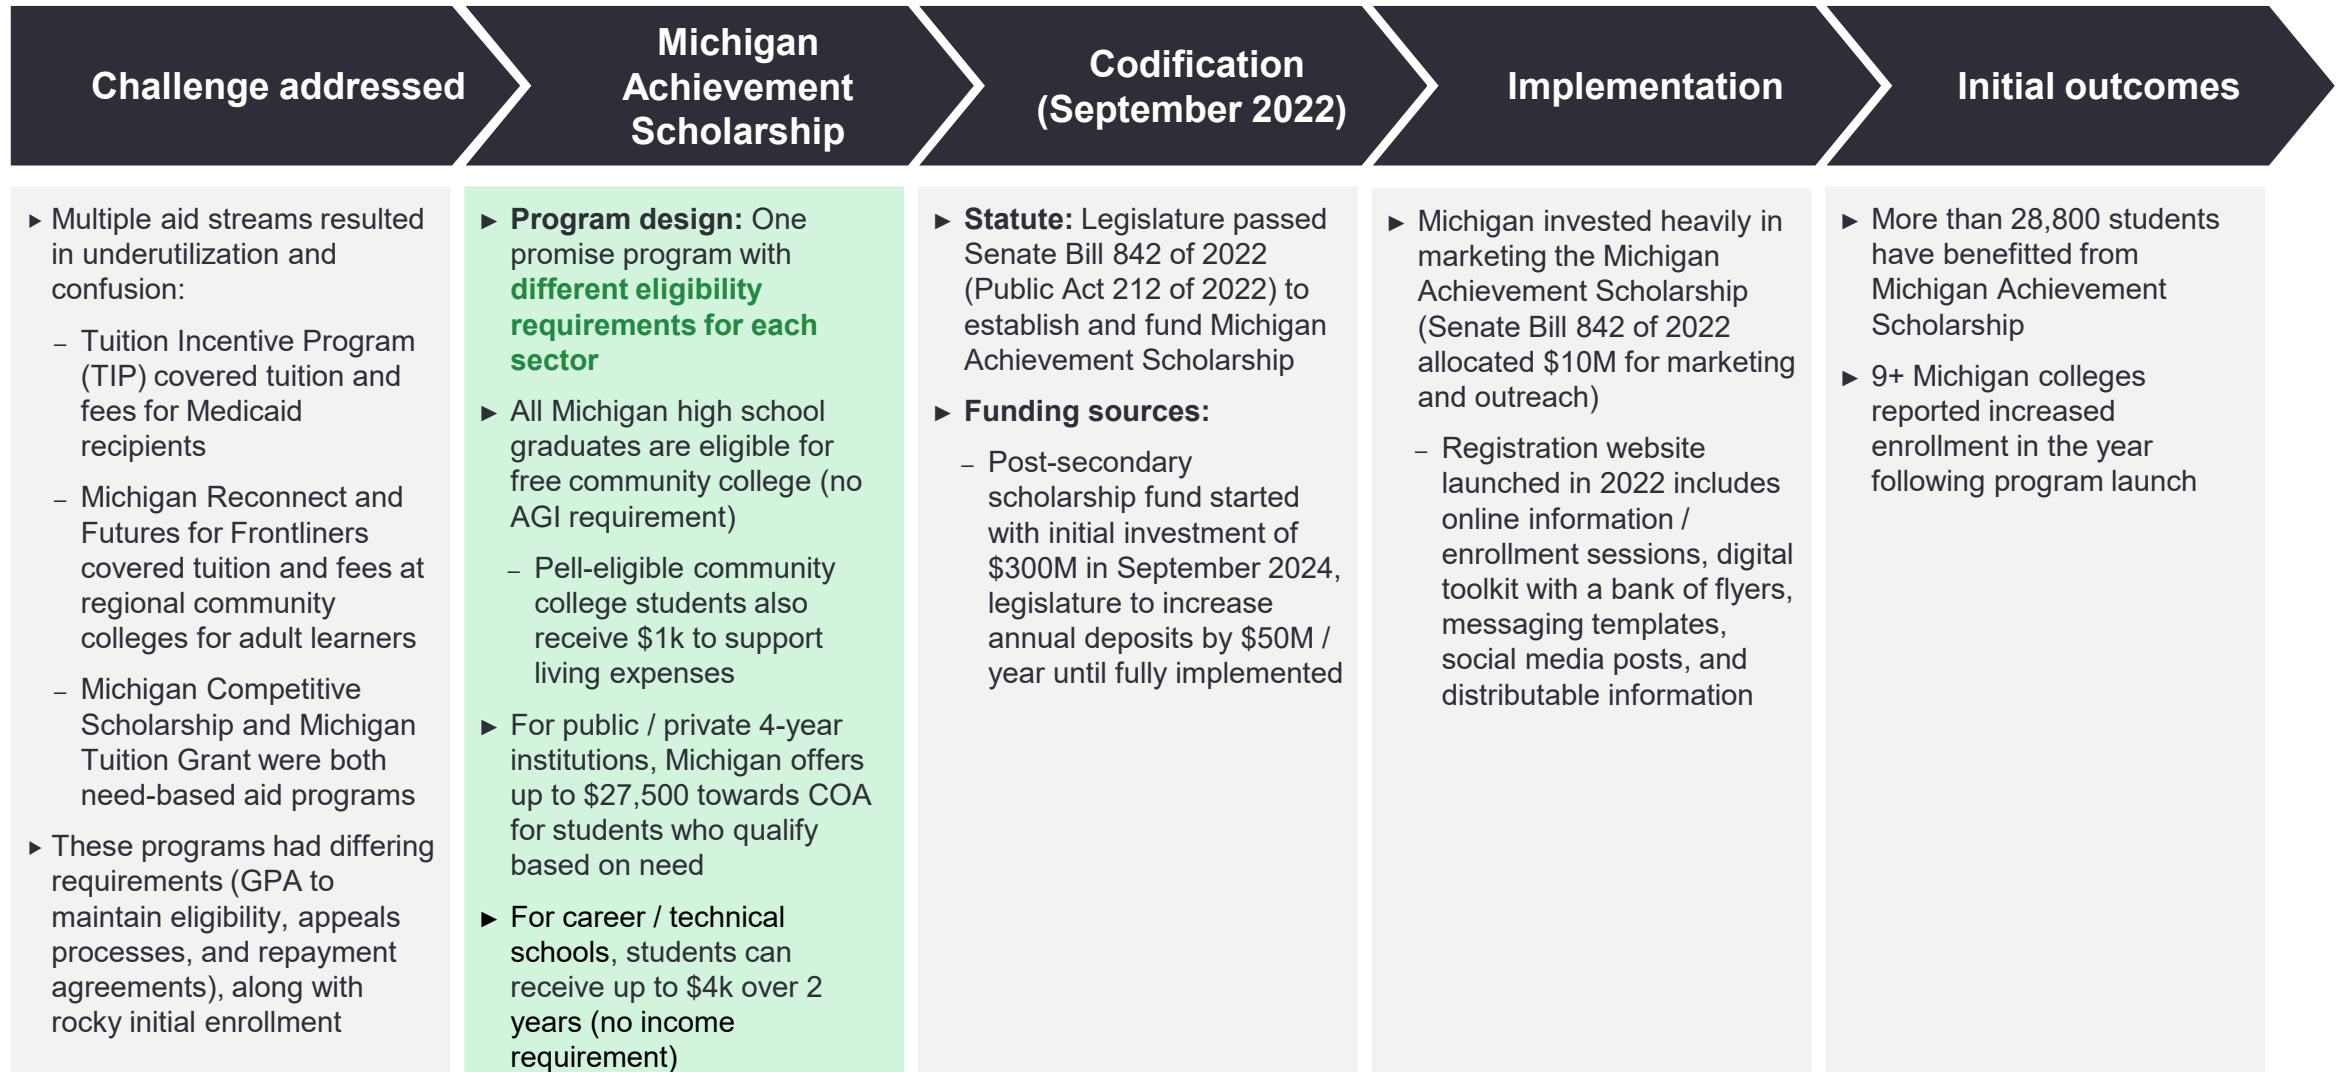 Challenge addressed
Michigan
Achievement
Scholarship
Codification
(September 2022)
Implementation
Initial outcomes
► Multiple aid streams resulted
in underutilization and
confusion:
– Tuition Incentive Program
(TIP) covered tuition and
fees for Medicaid
recipients
– Michigan Reconnect and
Futures for Frontliners
covered tuition and fees at
regional community
colleges for adult learners
– Michigan Competitive
Scholarship and Michigan
Tuition Grant were both
need-based aid programs
► These programs had differing
requirements (GPA to
maintain eligibility, appeals
processes, and repayment
agreements), along with
rocky initial enrollment
► Program design: One
promise program with
different eligibility
requirements for each
sector
► All Michigan high school
graduates are eligible for
free community college (no
AGI requirement)
– Pell-eligible community
college students also
receive $1k to support
living expenses
► For public / private 4-year
institutions, Michigan offers
up to $27,500 towards COA
for students who qualify
based on need
► For career / technical
schools, students can
receive up to $4k over 2
years (no income
requirement)
► Statute: Legislature passed
Senate Bill 842 of 2022
(Public Act 212 of 2022) to
establish and fund Michigan
Achievement Scholarship
► Funding sources:
– Post-secondary
scholarship fund started
with initial investment of
$300M in September 2024,
legislature to increase
annual deposits by $50M /
year until fully implemented
► Michigan invested heavily in
marketing the Michigan
Achievement Scholarship
(Senate Bill 842 of 2022
allocated $10M for marketing
and outreach)
– Registration website
launched in 2022 includes
online information /
enrollment sessions, digital
toolkit with a bank of flyers,
messaging templates,
social media posts, and
distributable information
► More than 28,800 students
have benefitted from
Michigan Achievement
Scholarship
► 9+ Michigan colleges
reported increased
enrollment in the year
following program launch